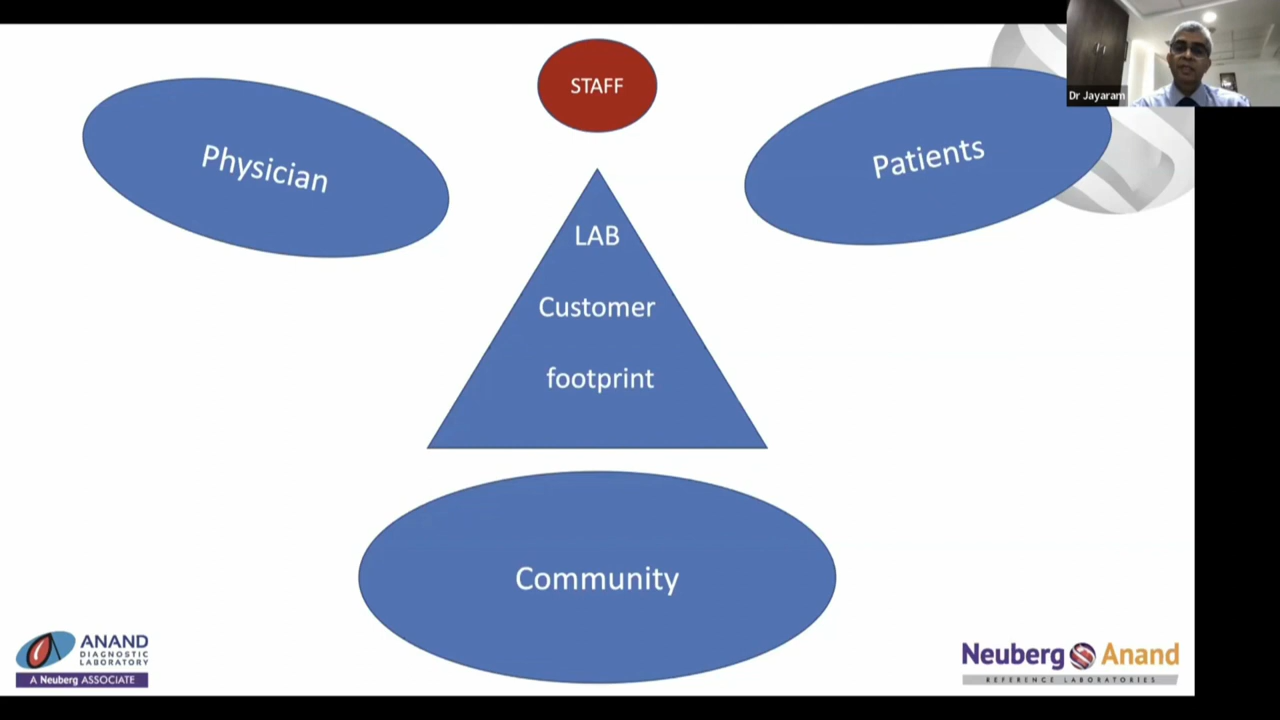 STAFF
Dr Jayaram
Physician
Patients
LAB
Customer
footprint
Community
ANAND
DIAGNOSTIC
LABORATORY
A Neuberg ASSOCIATE
Neuberg Anand
REFERENCE LABORATORIES